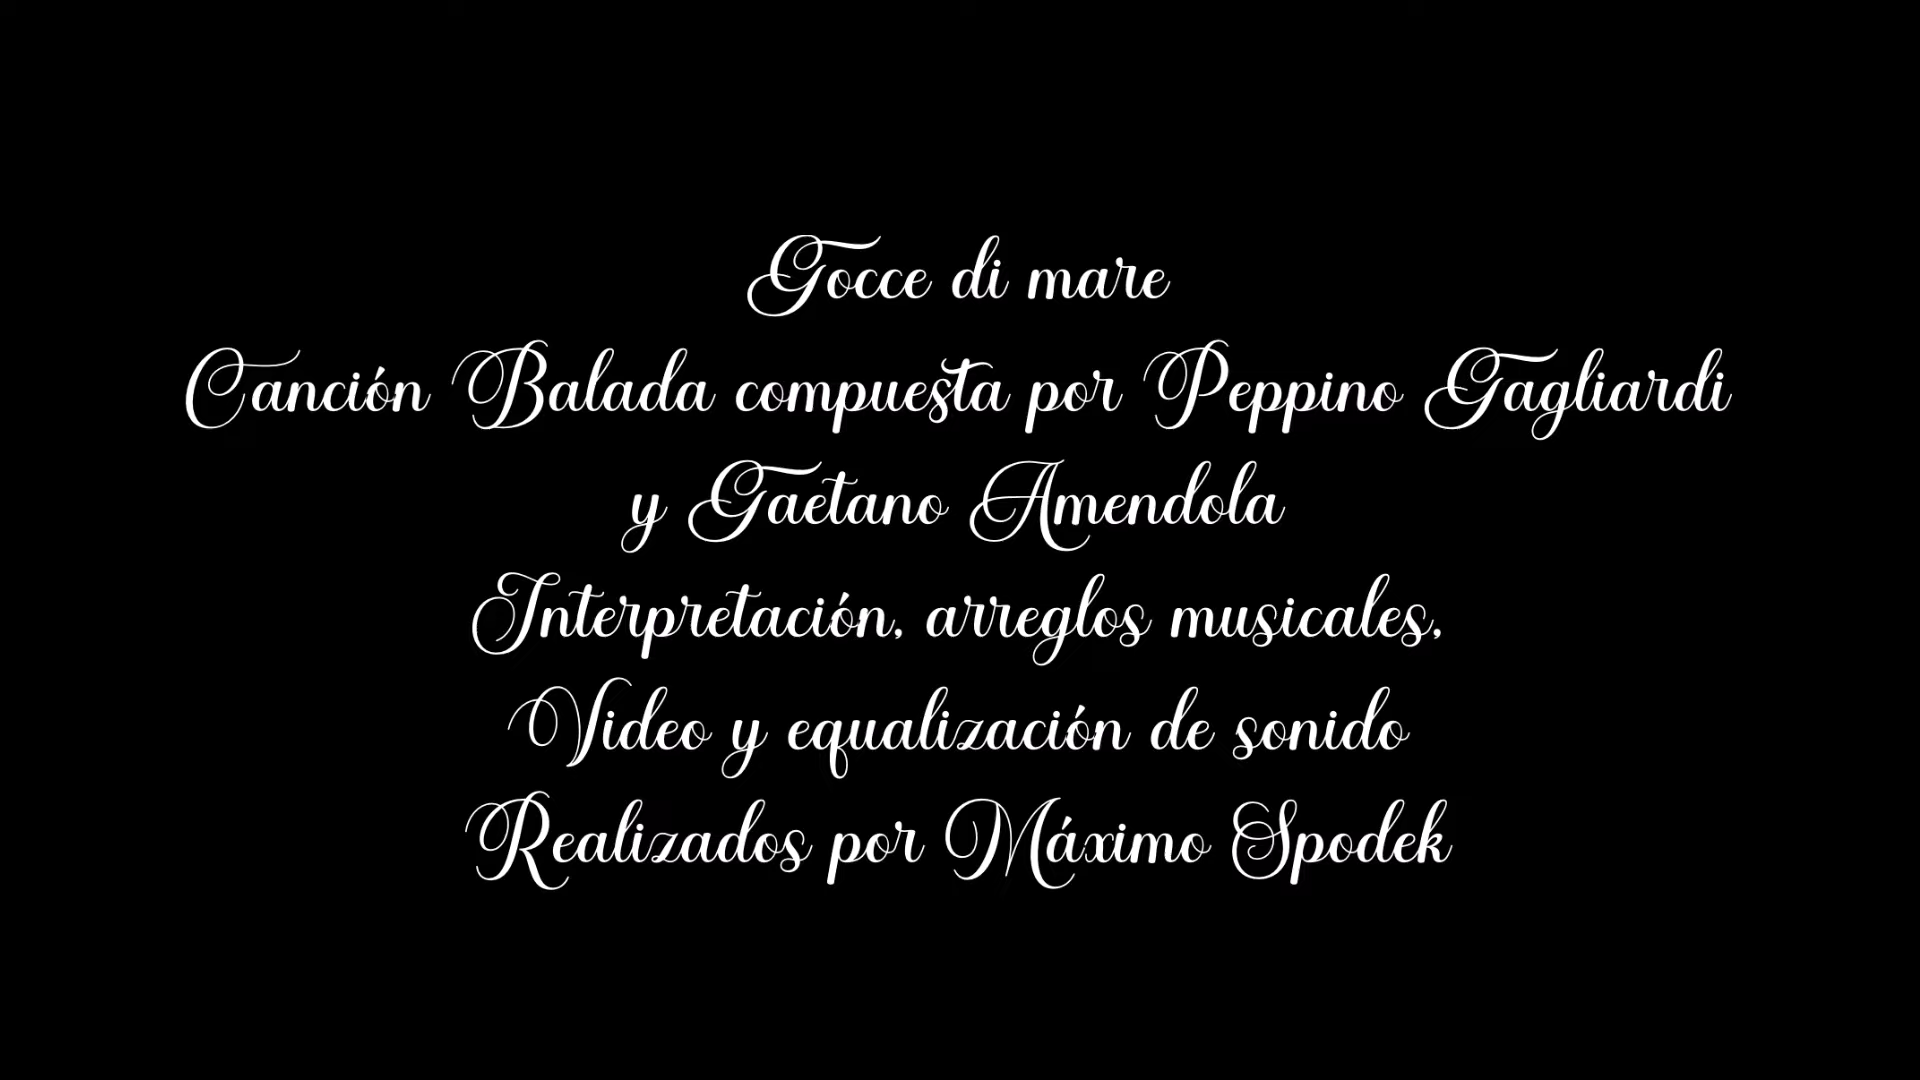 Gocce di mare
Canción Balada compuesta por Peppino Gagliardi
y Gaetano Amendola
Interpretación, arreglos musicales,
Video y equalización de sonido
Realizados por Máximo Spodek